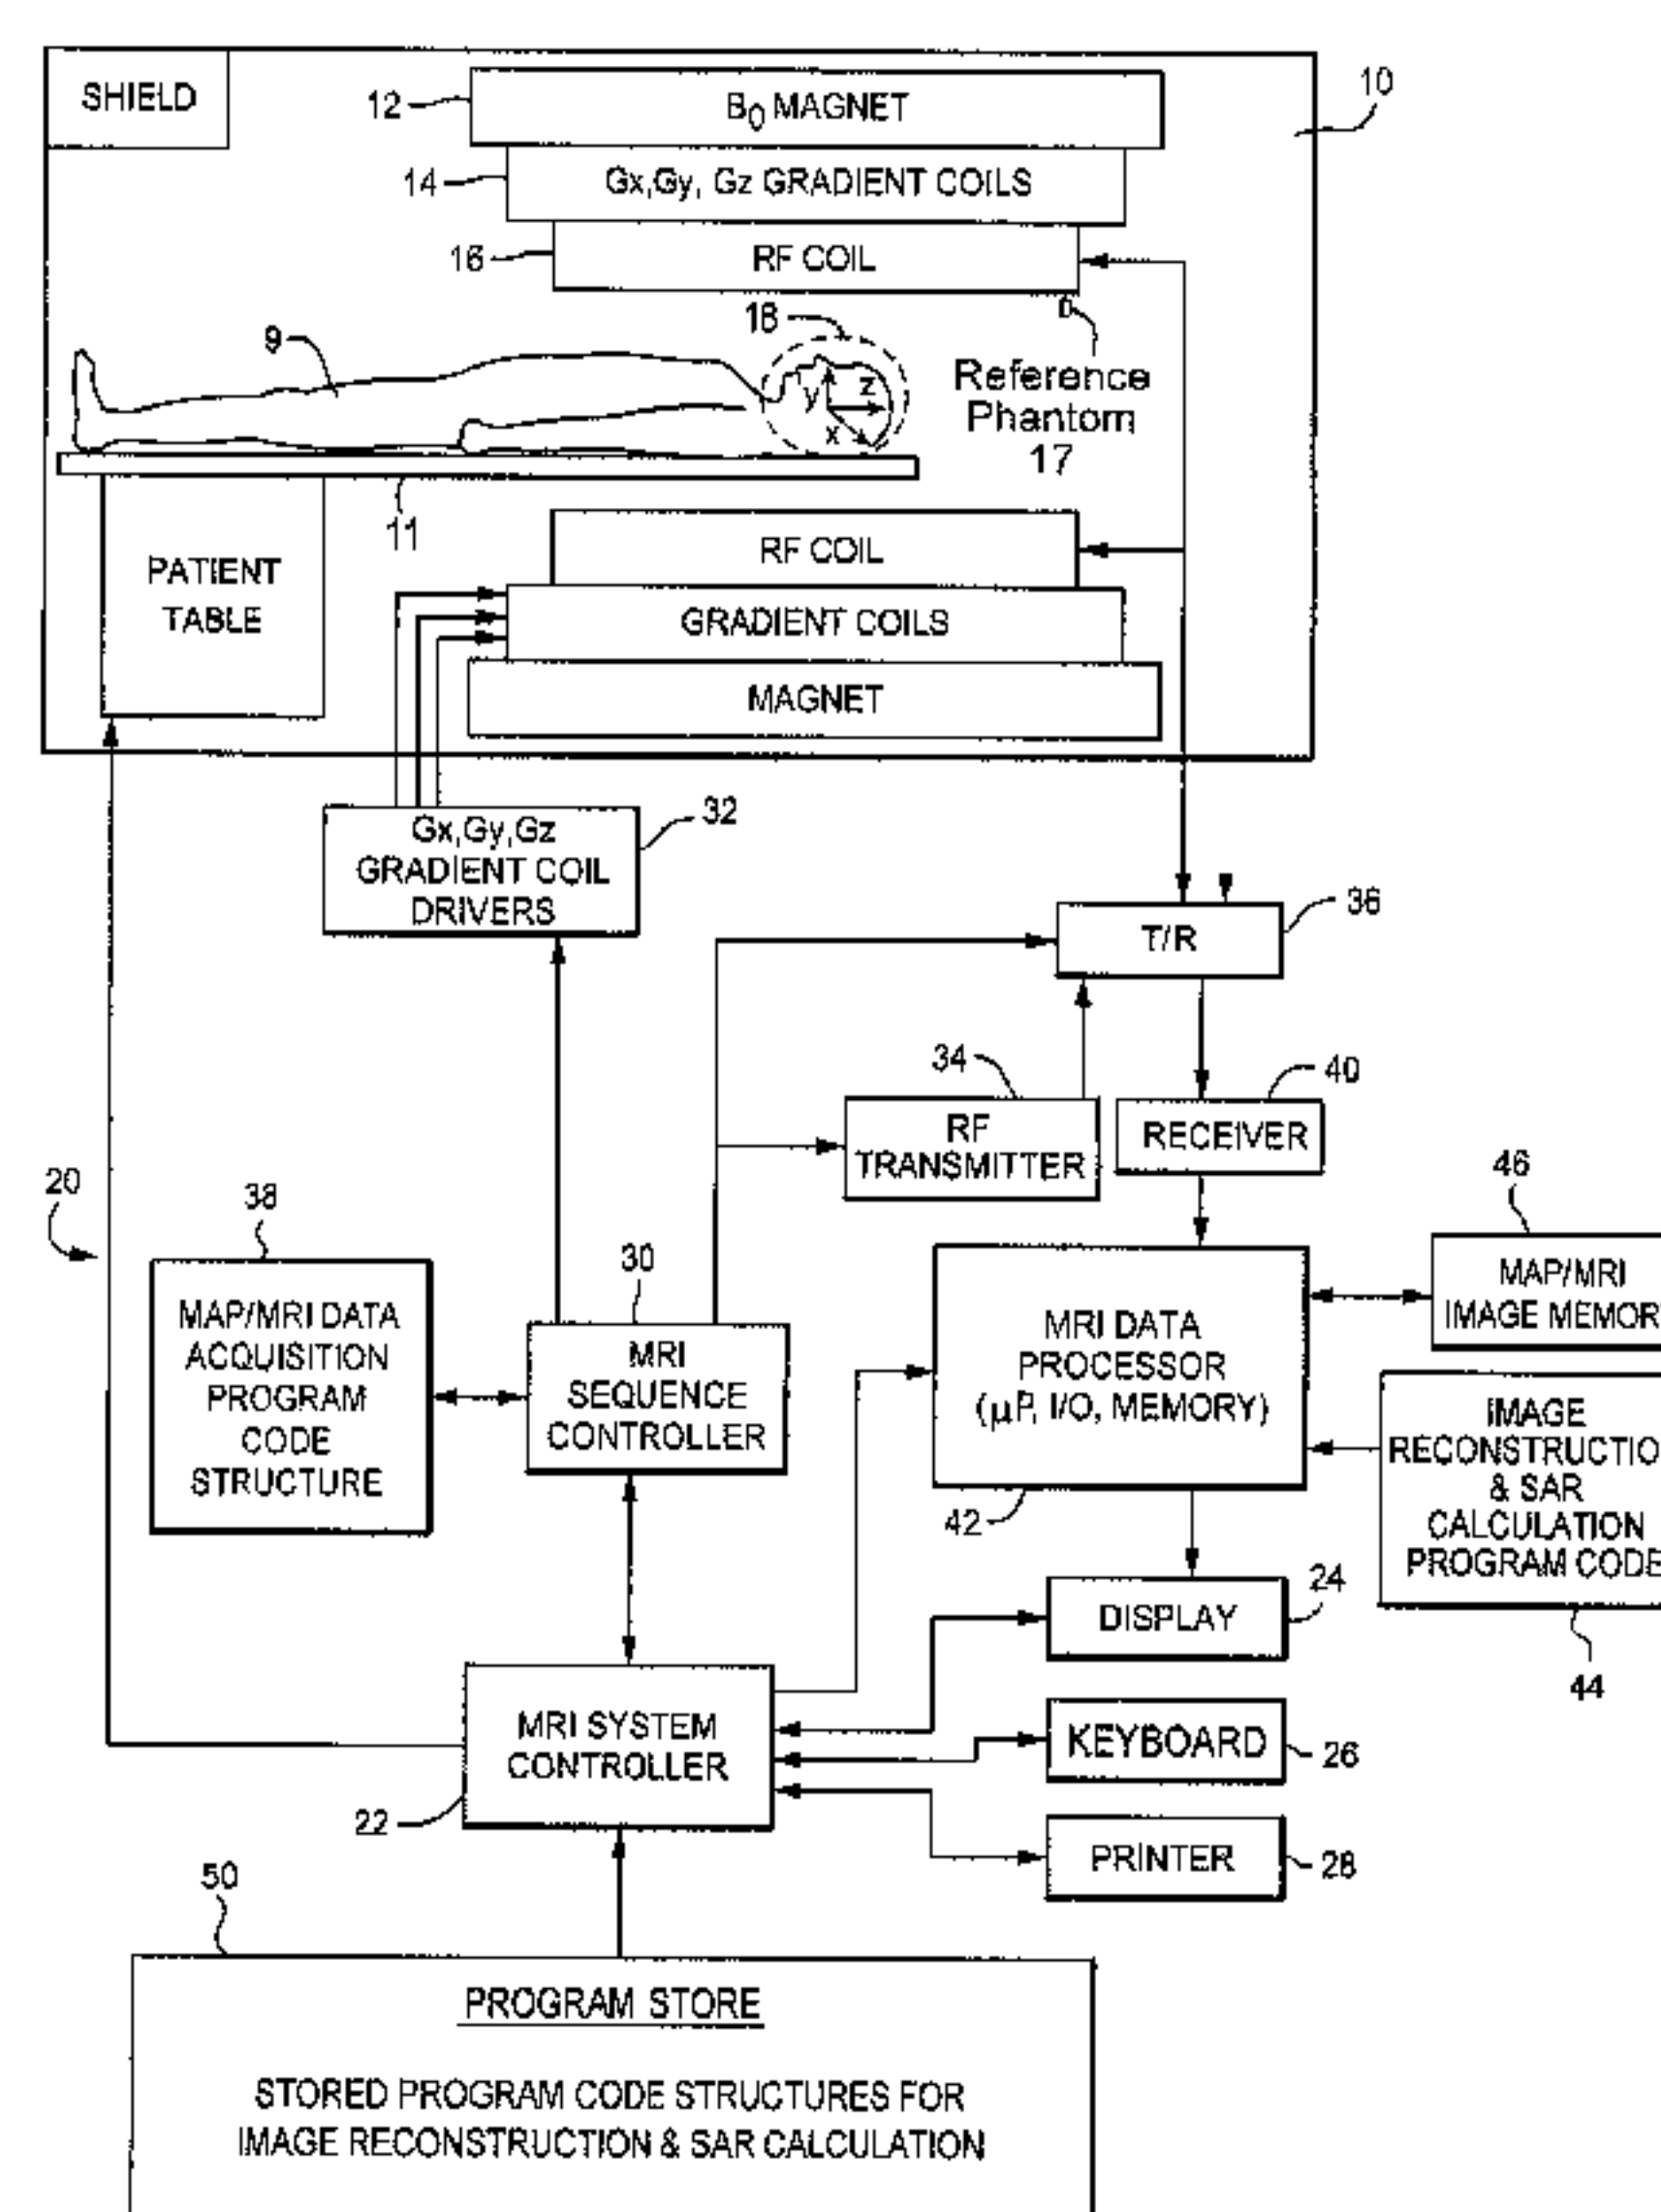 SHIELD
10
12
B0 MAGNET
14
Gx,Gy, Gz GRADIENT COILS
16
RF COIL
18
9
y
z
x
Reference
Phantom
17
11
PATIENT
TABLE
RF COIL
GRADIENT COILS
MAGNET
32
Gx,Gy,Gz
GRADIENT COIL
DRIVERS
36
T/R
34
40
RF
TRANSMITTER
RECEIVER
20
38
30
46
MAP/MRI DATA
ACQUISITION
PROGRAM
CODE
STRUCTURE
MRI
SEQUENCE
CONTROLLER
MRI DATA
PROCESSOR
(µP, I/O, MEMORY)
MAP/MRI
IMAGE MEMOR
IMAGE
RECONSTRUCTIO
& SAR
CALCULATION
PROGRAM CODE
42
24
DISPLAY
44
MRI SYSTEM
CONTROLLER
KEYBOARD
26
22
PRINTER
28
50
PROGRAM STORE
STORED PROGRAM CODE STRUCTURES FOR
IMAGE RECONSTRUCTION & SAR CALCULATION